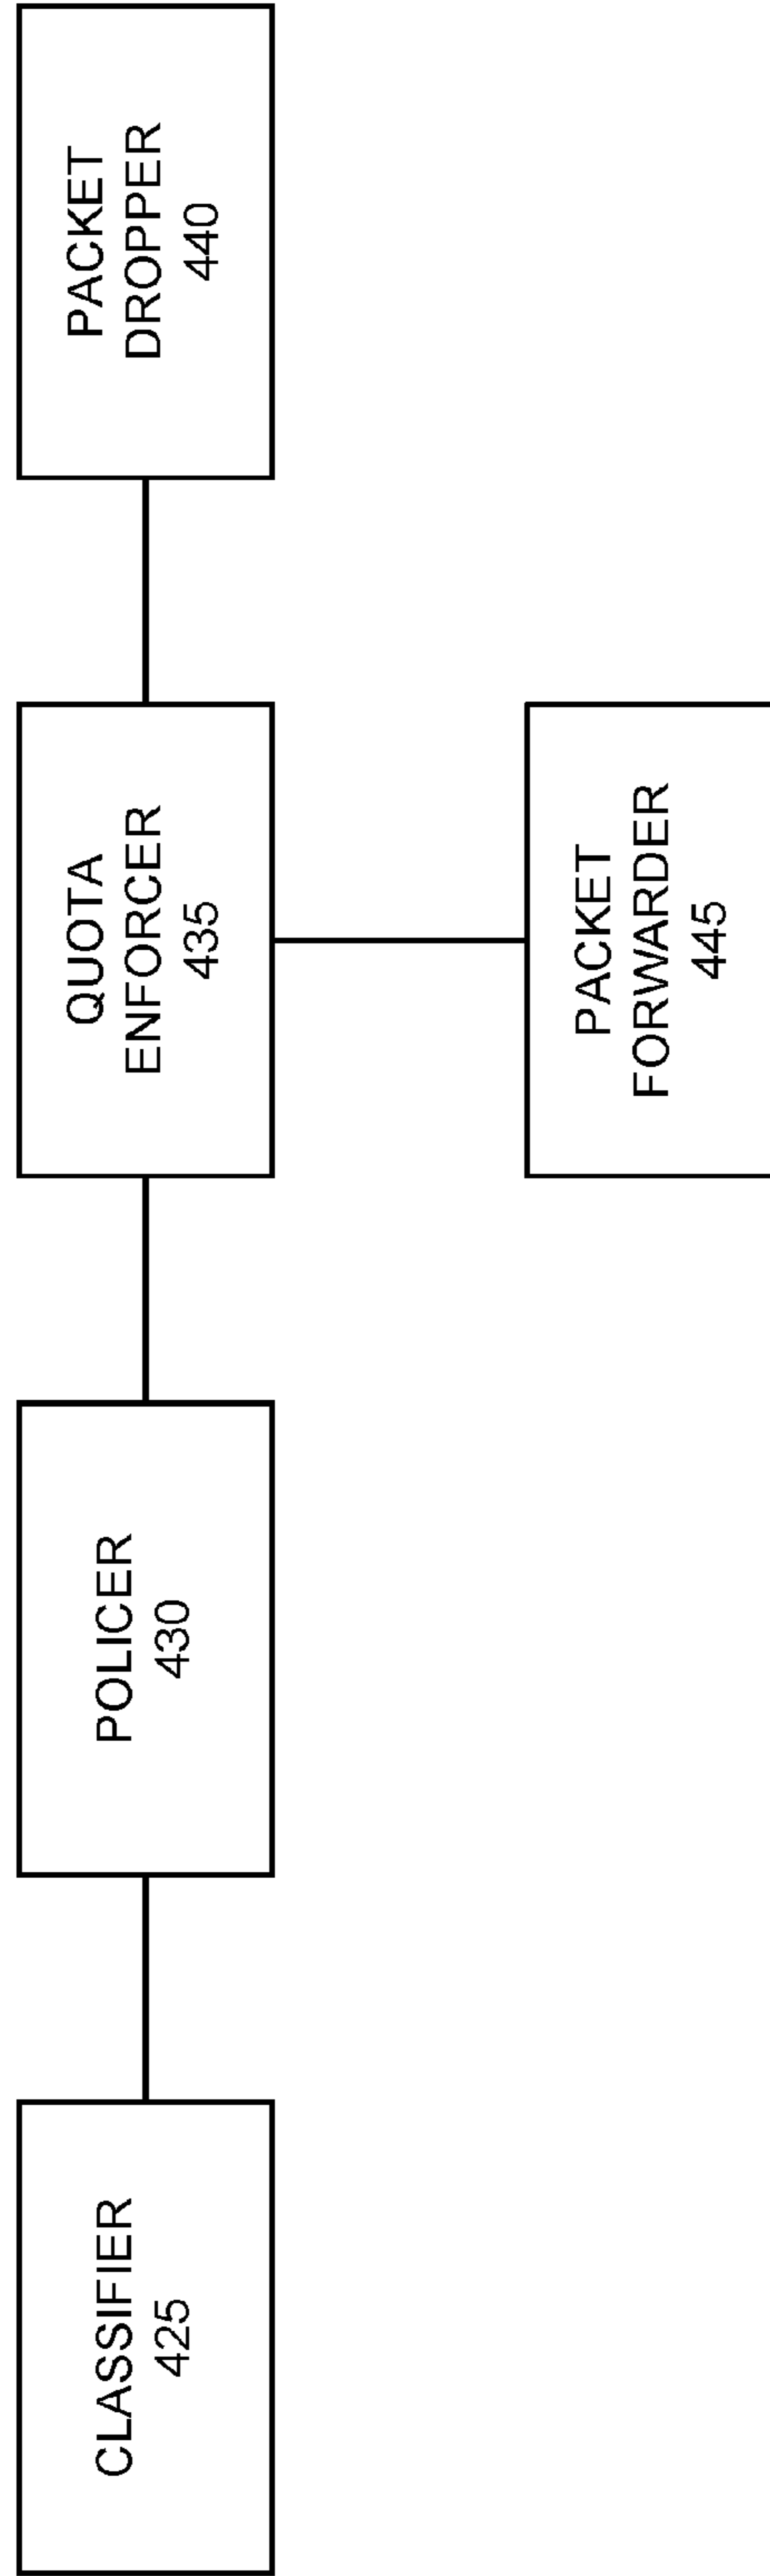 CLASSIFIER
425
POLICER
430
QUOTA
ENFORCER
435
PACKET
DROPPER
440
PACKET
FORWARDER
445